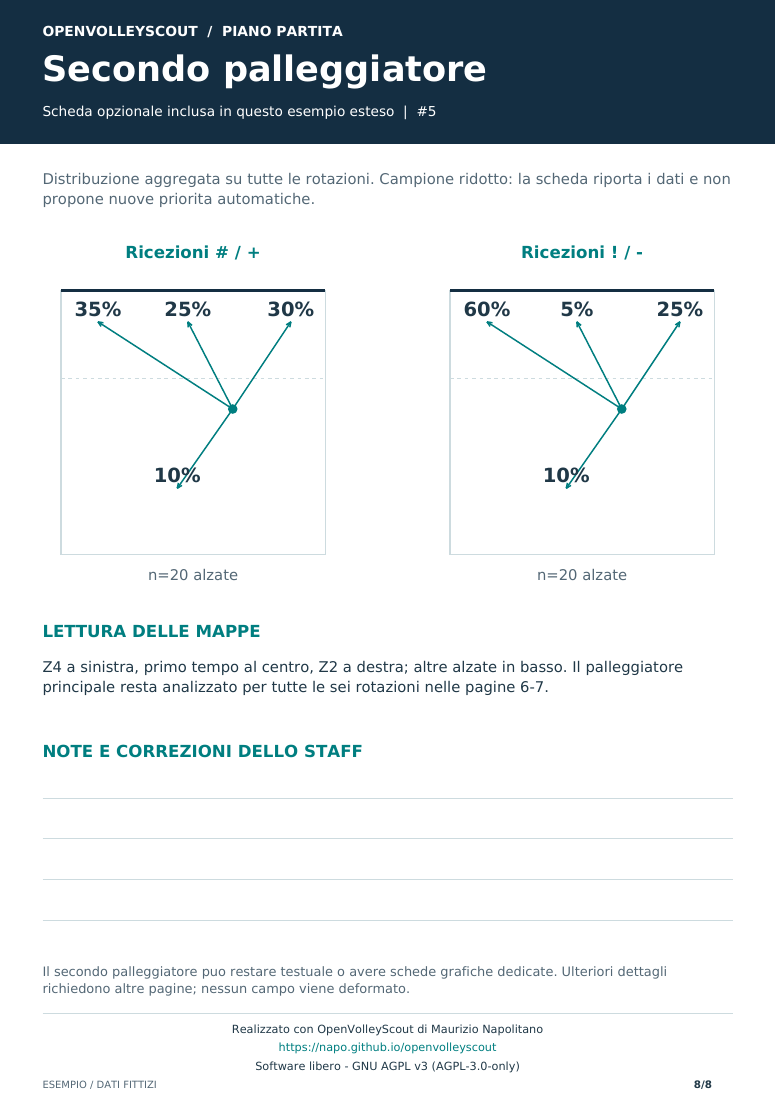 OPENVOLLEYSCOUT / PIANO PARTITA
Secondo palleggiatore
Scheda opzionale inclusa in questo esempio esteso | #5
Distribuzione aggregata su tutte le rotazioni. Campione ridotto: la scheda riporta i dati e non
propone nuove priorita automatiche.
Ricezioni # / +
35% 25% 30%
10%
n=20 alzate
Ricezioni ! / -
60% 5% 25%
10%
n=20 alzate
LETTURA DELLE MAPPE
Z4 a sinistra, primo tempo al centro, Z2 a destra; altre alzate in basso. Il palleggiatore
principale resta analizzato per tutte le sei rotazioni nelle pagine 6-7.
NOTE E CORREZIONI DELLO STAFF
Il secondo palleggiatore puo restare testuale o avere schede grafiche dedicate. Ulteriori dettagli
richiedono altre pagine; nessun campo viene deformato.
Realizzato con OpenVolleyScout di Maurizio Napolitano
https://napo.github.io/openvolleyscout
Software libero - GNU AGPL v3 (AGPL-3.0-only)
ESEMPIO / DATI FITTIZI
8/8